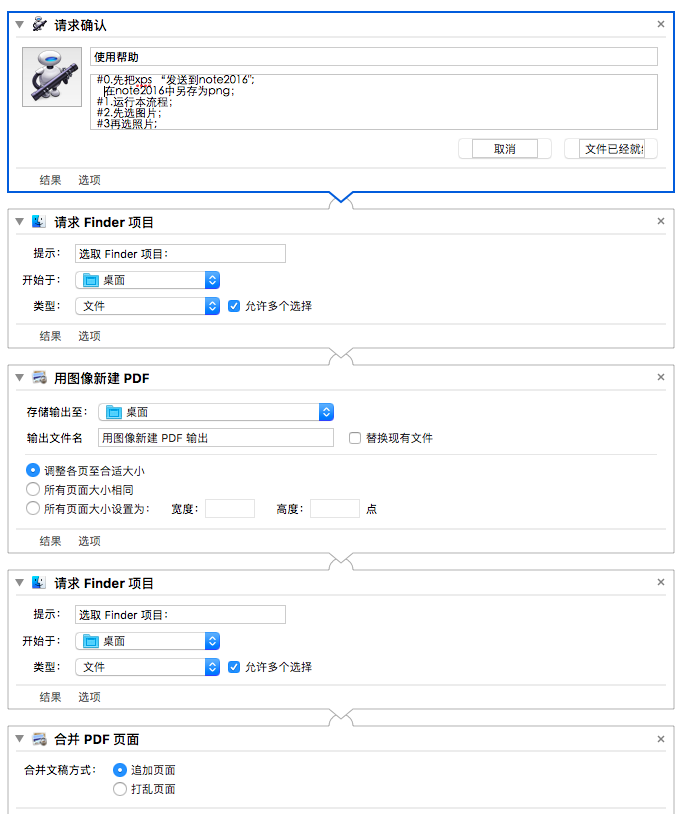 请求确认
使用帮助
#0.先把xps “发送到note2016";
在note2016中另存为png;
#1.运行本流程;
#2.先选图片;
#3再选照片;
取消
文件已经就
结果 选项
请求 Finder 项目
提示: 选取 Finder 项目:
开始于: 桌面
类型: 文件 允许多个选择
结果 选项
用图像新建 PDF
存储输出至: 桌面
输出文件名 用图像新建 PDF 输出 替换现有文件
调整各页至合适大小
所有页面大小相同
所有页面大小设置为: 宽度: 高度: 点
结果 选项
请求 Finder 项目
提示: 选取 Finder 项目:
开始于: 桌面
类型: 文件 允许多个选择
结果 选项
合并 PDF 页面
合并文稿方式: 追加页面
打乱页面